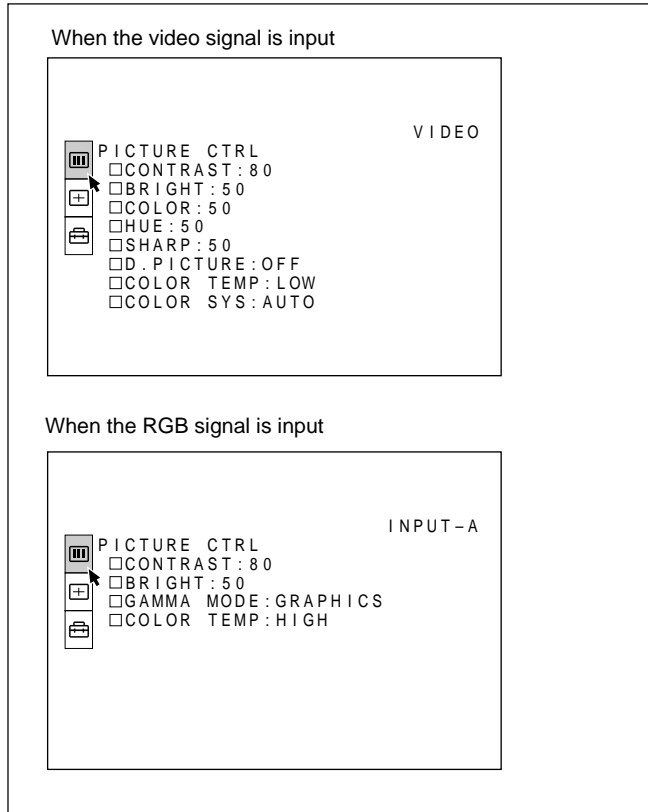 When the video signal is input
VIDEO
PICTURE CTRL
□CONTRAST:80
□BRIGHT:50
□COLOR:50
□HUE:50
□SHARP:50
□D.PICTURE:OFF
□COLOR TEMP:LOW
□COLOR SYS:AUTO
When the RGB signal is input
INPUT–A
PICTURE CTRL
□CONTRAST:80
□BRIGHT:50
□GAMMA MODE:GRAPHICS
□COLOR TEMP:HIGH